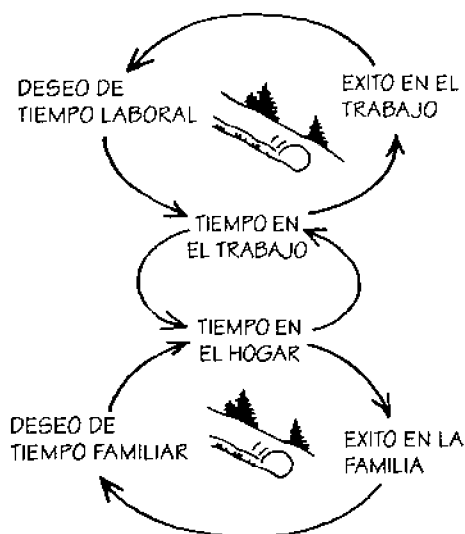 DESEO DE
TIEMPO LABORAL
EXITO EN EL
TRABAJO
TIEMPO EN
EL TRABAJO
TIEMPO EN
EL HOGAR
DESEO DE
TIEMPO FAMILIAR
EXITO EN LA
FAMILIA